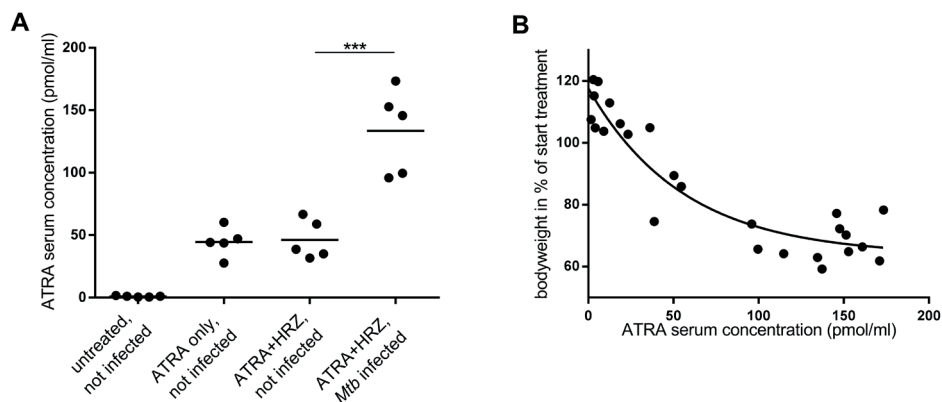 A
ATRA serum concentration (pmol/ml)
200
150
100
50
0
***
untreated,
not infected
ATRA only,
not infected
ATRA+HRZ,
not infected
ATRA+HRZ,
Mtb infected
B
bodyweight in % of start treatment
120
100
80
60
0
50
100
150
200
ATRA serum concentration (pmol/ml)